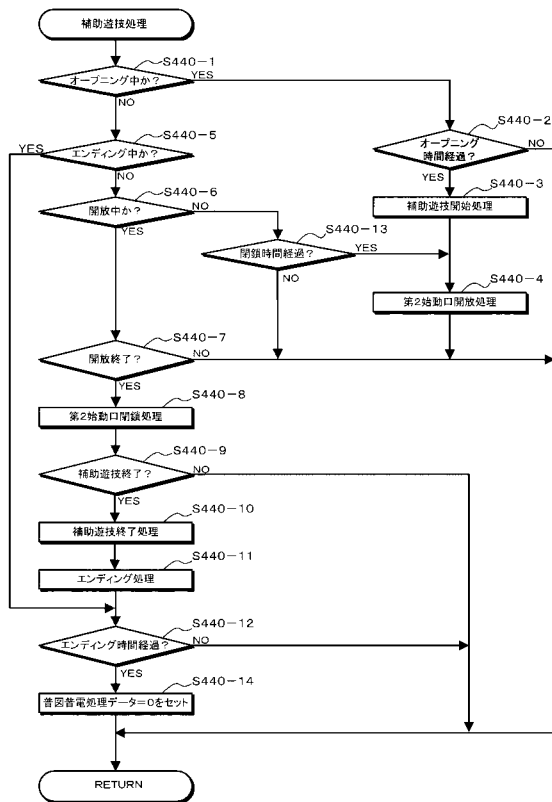 補助遊技処理
S440-1
オープニング中か?
YES
NO
S440-2
オープニング
時間経過?
NO
YES
S440-5
YES
エンディング中か?
NO
S440-3
補助遊技開始処理
S440-6
開放中か?
NO
YES
S440-13
閉鎖時間経過?
YES
NO
S440-4
第2始動口開放処理
S440-7
開放終了?
NO
YES
S440-8
第2始動口閉鎖処理
S440-9
補助遊技終了?
NO
YES
S440-10
補助遊技終了処理
S440-11
エンディング処理
S440-12
エンディング時間経過?
NO
YES
S440-14
普図普電処理データ=0をセット
RETURN